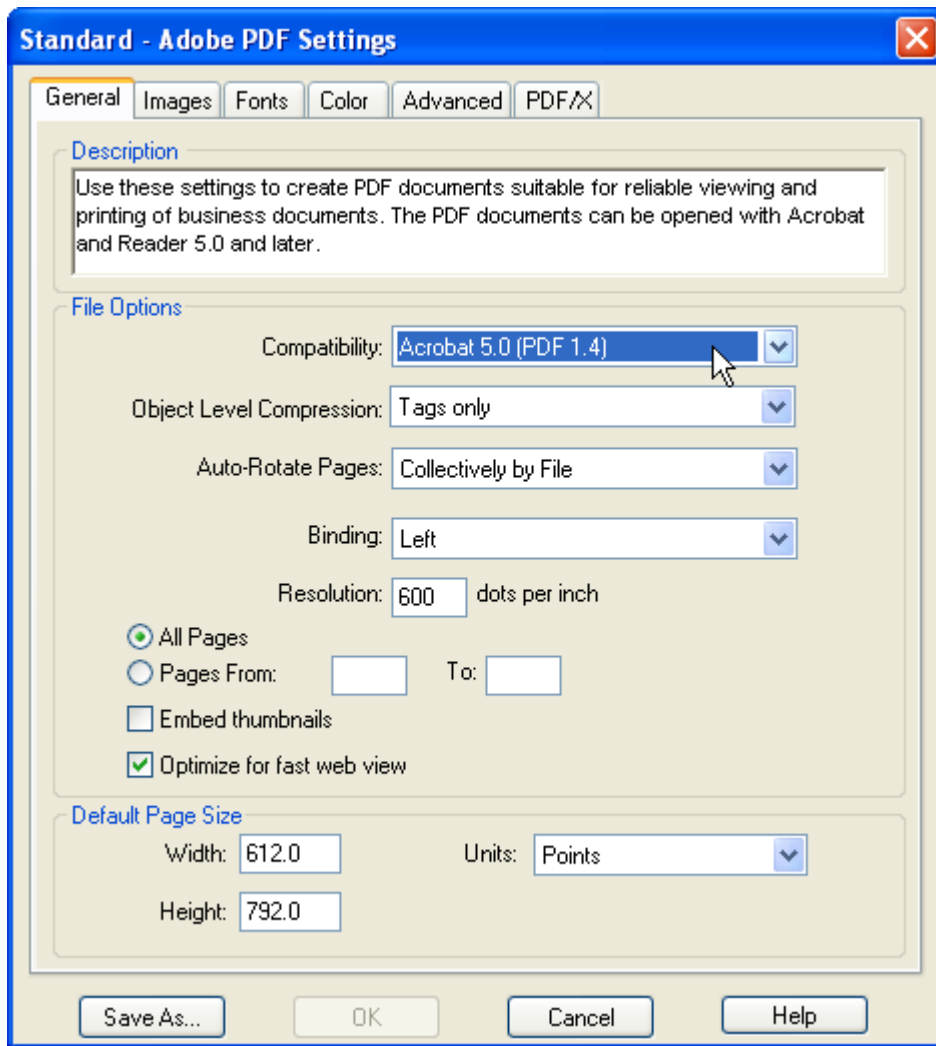 Standard - Adobe PDF Settings
General Images Fonts Color Advanced PDF/X
Description
Use these settings to create PDF documents suitable for reliable viewing and
printing of business documents. The PDF documents can be opened with Acrobat
and Reader 5.0 and later.
File Options
Compatibility: Acrobat 5.0 (PDF 1.4)
Object Level Compression: Tags only
Auto-Rotate Pages: Collectively by File
Binding: Left
Resolution: 600 dots per inch
All Pages
Pages From: To:
Embed thumbnails
Optimize for fast web view
Default Page Size
Width: 612.0 Units: Points
Height: 792.0
Save As... OK Cancel Help